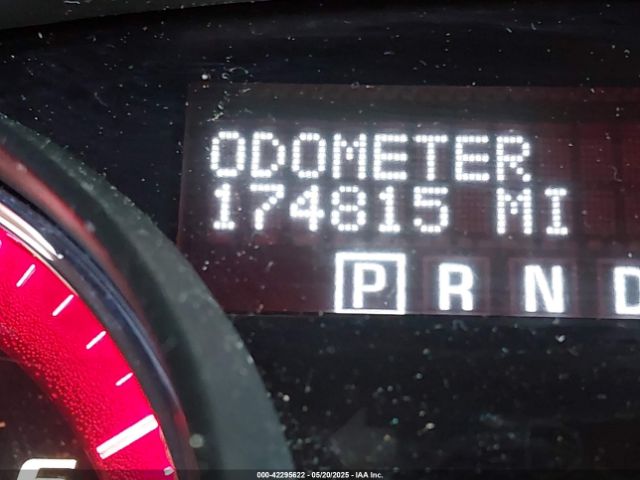 ODOMETER
174815 MI
P R N D
000-42295622 - 05/20/2025 - IAA Inc.